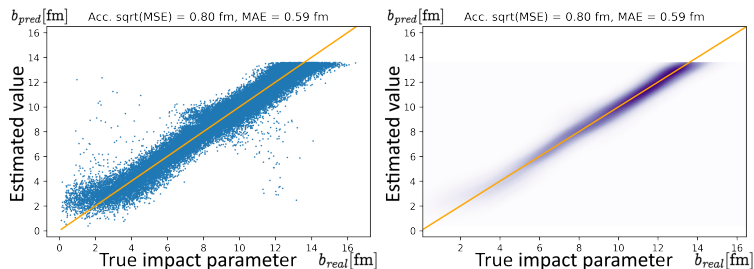 b_pred[fm]
Acc. sqrt(MSE) = 0.80 fm, MAE = 0.59 fm
Estimated value
16
14
12
10
8
6
4
2
0
0 2 4 6 8 10 12 14 16
True impact parameter
b_real[fm]
b_pred[fm]
Acc. sqrt(MSE) = 0.80 fm, MAE = 0.59 fm
Estimated value
16
14
12
10
8
6
4
2
0
2 4 6 8 10 12 14 16
True impact parameter
b_real[fm]